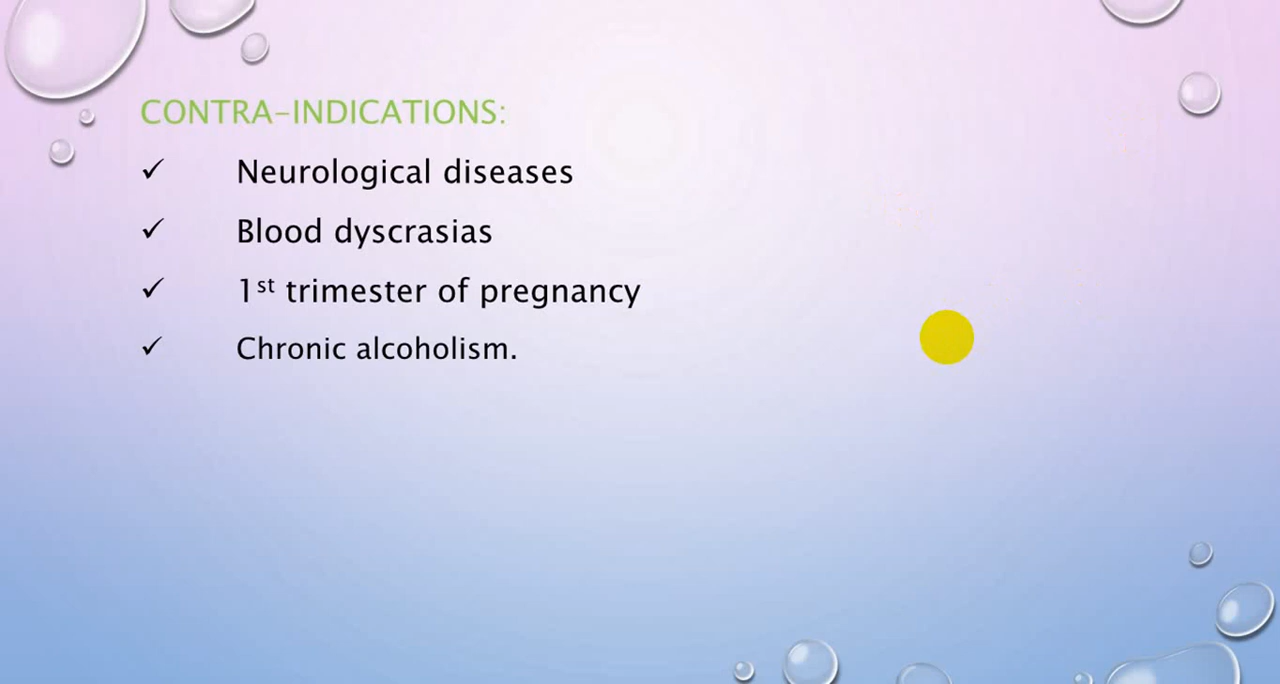 CONTRA-INDICATIONS:
✓ Neurological diseases
✓ Blood dyscrasias
✓ 1st trimester of pregnancy
✓ Chronic alcoholism.